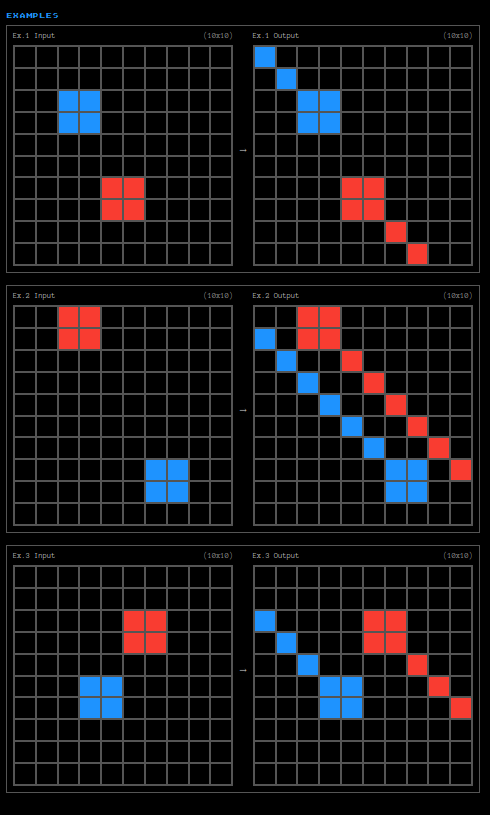 EXAMPLES
Ex.1 Input (10x10)
Ex.1 Output (10x10)
→
Ex.2 Input (10x10)
Ex.2 Output (10x10)
→
Ex.3 Input (10x10)
Ex.3 Output (10x10)
→